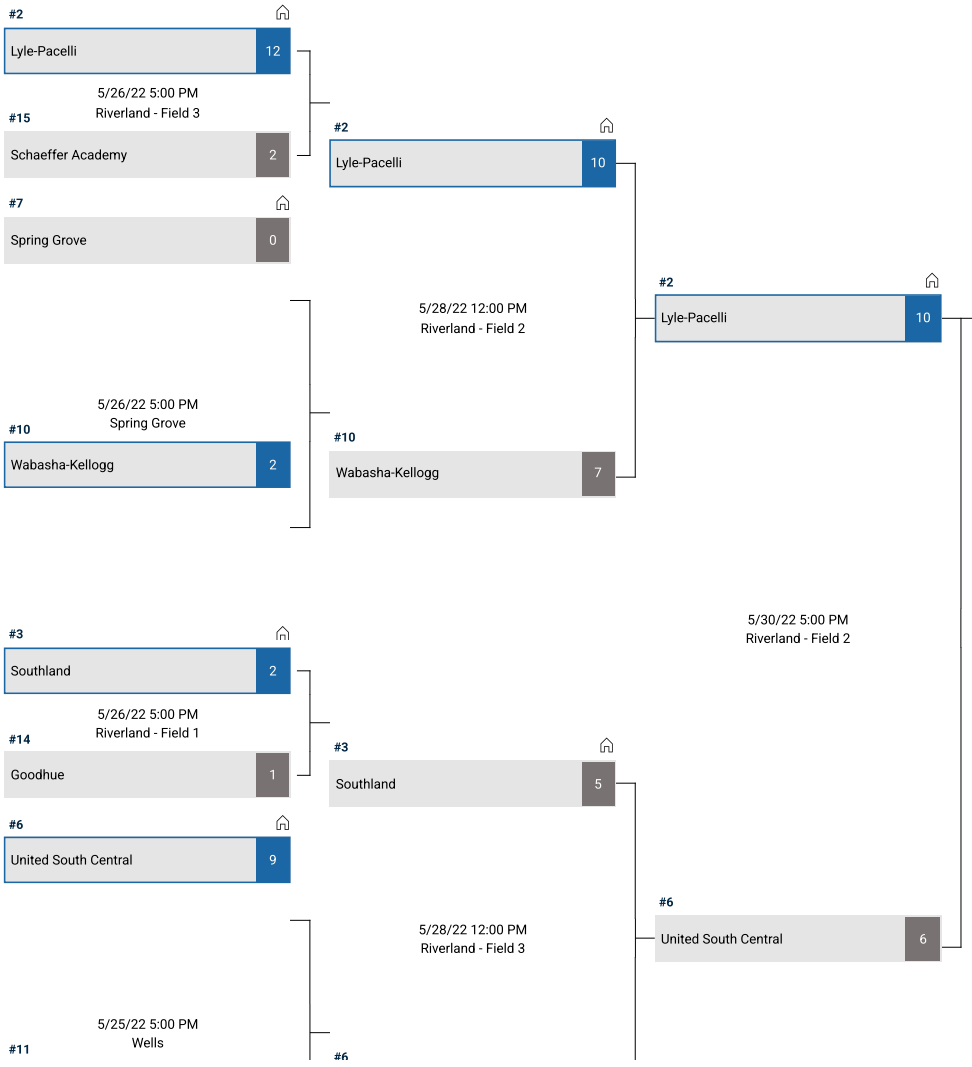 #2
Lyle-Pacelli 12
5/26/22 5:00 PM
Riverland - Field 3
#15
Schaeffer Academy 2
#7
Spring Grove 0
5/26/22 5:00 PM
Spring Grove
#10
Wabasha-Kellogg 2
#3
Southland 2
5/26/22 5:00 PM
Riverland - Field 1
#14
Goodhue 1
#6
United South Central 9
5/25/22 5:00 PM
Wells
#11
#2
Lyle-Pacelli 10
5/28/22 12:00 PM
Riverland - Field 2
#10
Wabasha-Kellogg 7
#3
Southland 5
5/28/22 12:00 PM
Riverland - Field 3
#6
#2
Lyle-Pacelli 10
5/30/22 5:00 PM
Riverland - Field 2
#6
United South Central 6